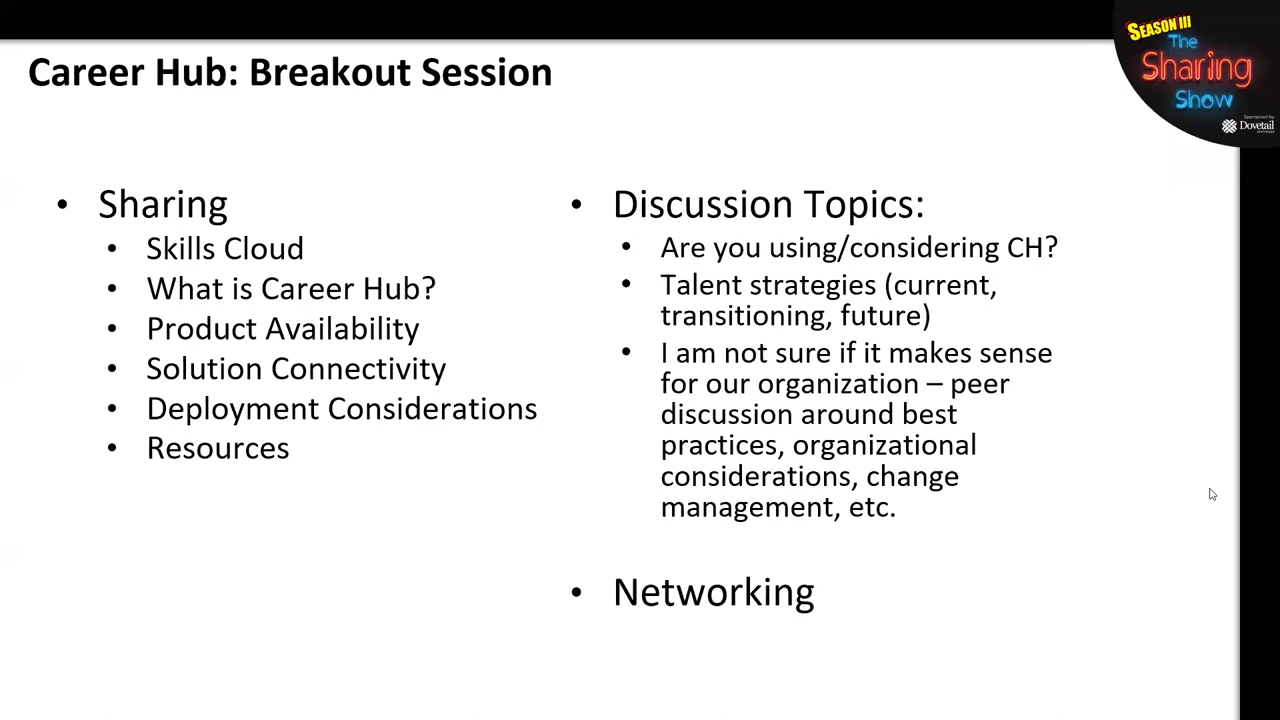 Career Hub: Breakout Session
SEASON III
The
Sharing
Show
Sponsored by
Dovetail
SOFTWARE
• Sharing
• Skills Cloud
• What is Career Hub?
• Product Availability
• Solution Connectivity
• Deployment Considerations
• Resources
• Discussion Topics:
• Are you using/considering CH?
• Talent strategies (current,
transitioning, future)
• I am not sure if it makes sense
for our organization – peer
discussion around best
practices, organizational
considerations, change
management, etc.
• Networking